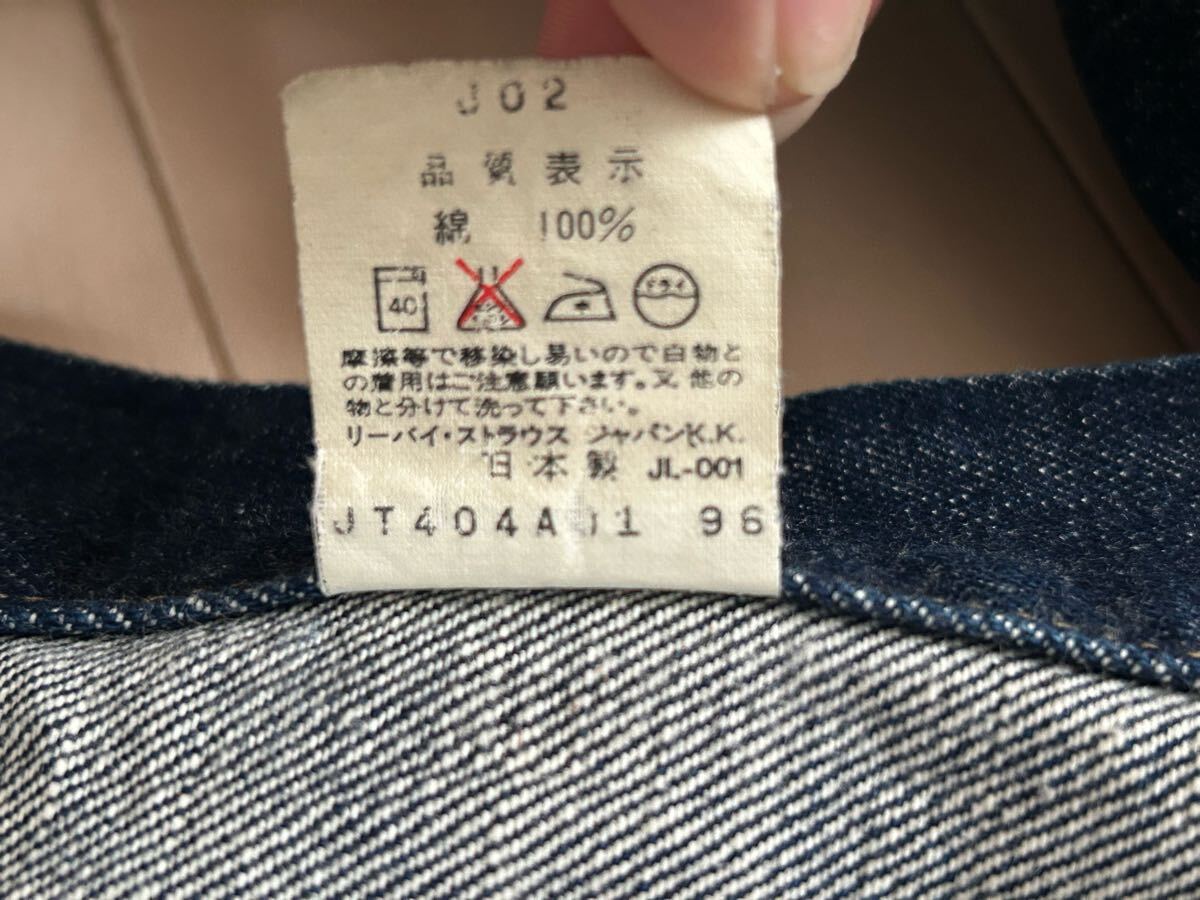 J02
品質表示
綿 100%
40 ドライ
摩擦等で移染し易いので白物と
の着用はご注意願います。又他の
物と分けて洗って下さい。
リーバイ・ストラウス ジャパンK.K.
日本製 JL-001
JT404A01 96